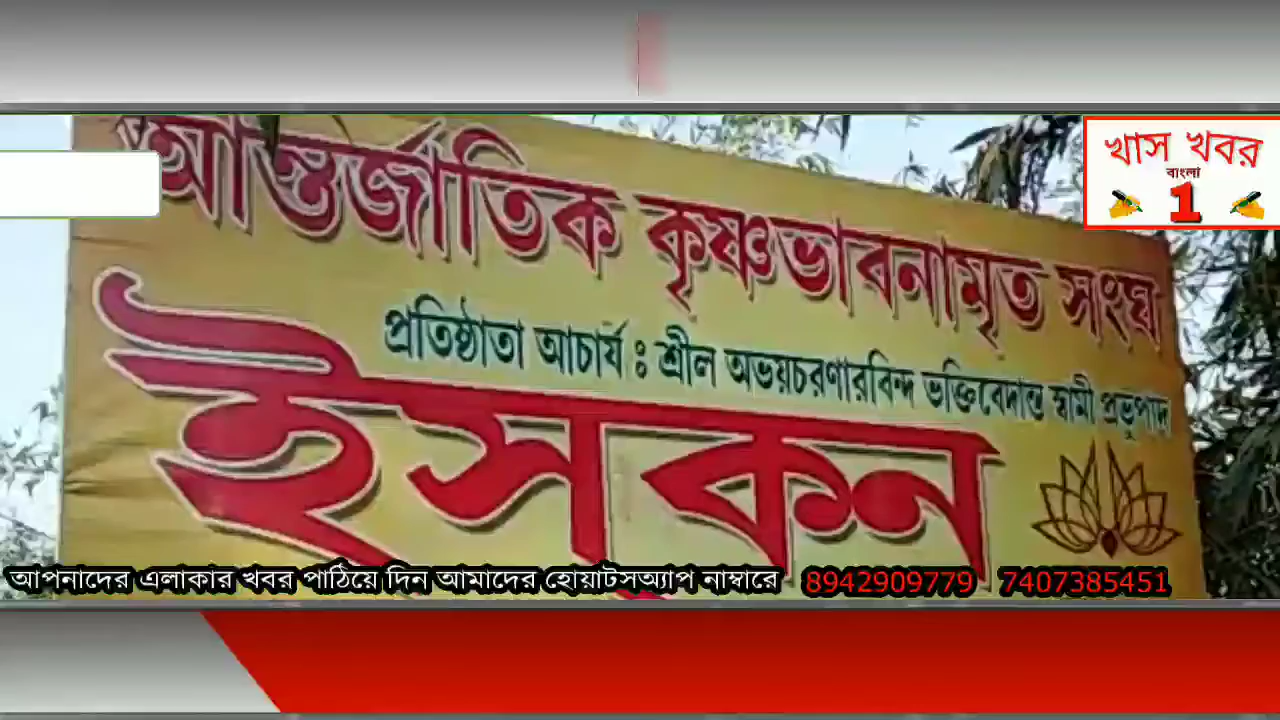 খাস খবর
বাংলা
1
আন্তর্জাতিক কৃষ্ণভাবনামৃত সংঘ
প্রতিষ্ঠাতা আচার্য : শ্রীল অভয়চরণারবিন্দ ভক্তিবেদান্ত স্বামী প্রভুপাদ
ইসকন
আপনাদের এলাকার খবর পাঠিয়ে দিন আমাদের হোয়াটসঅ্যাপ নাম্বারে 8942909779 7407385451